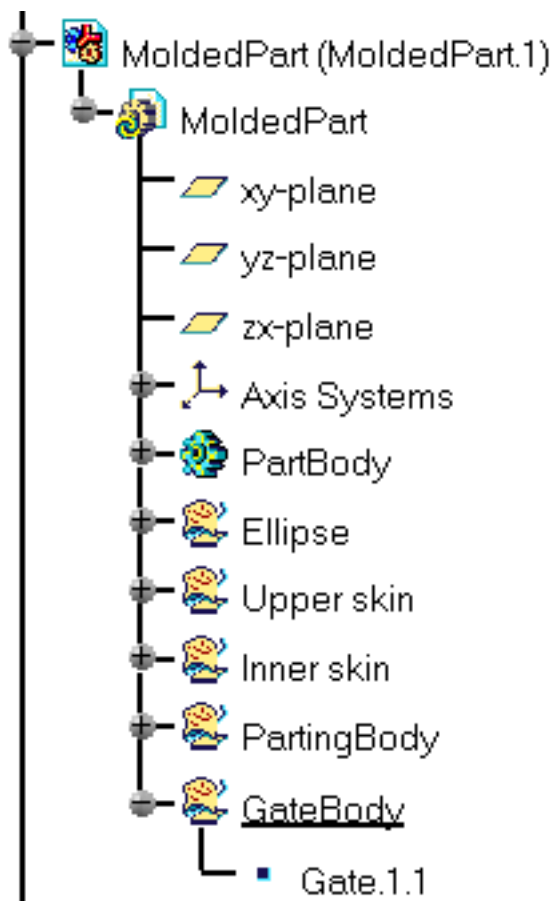 MoldedPart (MoldedPart.1)
MoldedPart
xy-plane
yz-plane
zx-plane
Axis Systems
PartBody
Ellipse
Upper skin
Inner skin
PartingBody
GateBody
Gate.1.1